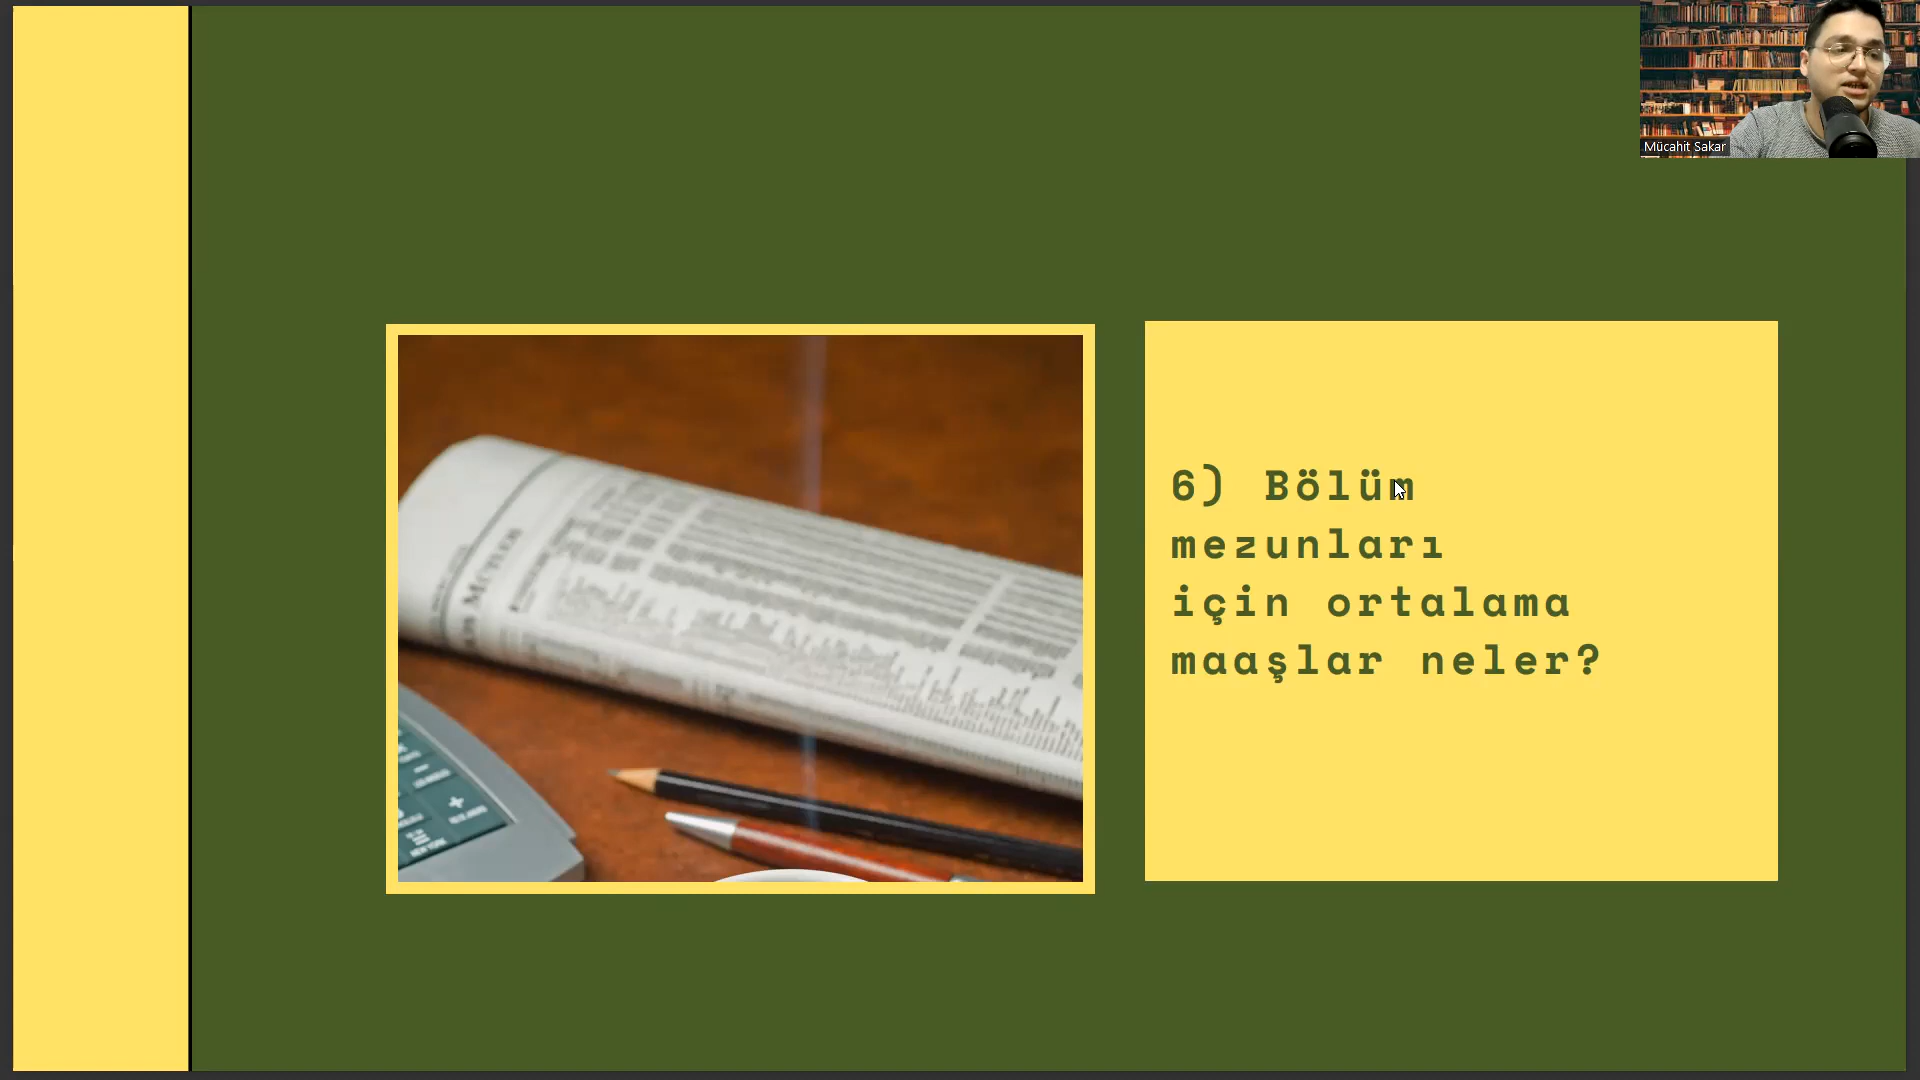 Mücahit Sakar
6) Bölüm
mezunları
için ortalama
maaşlar neler?